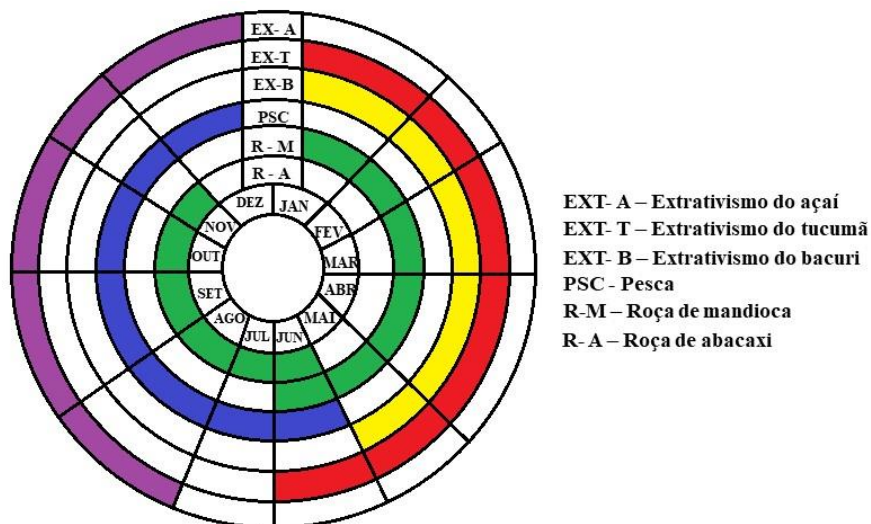 EX- A
EX-T
EX-B
PSC
R - M
R - A
DEZ
JAN
NOV
FEV
OUT
MAR
SET
ABR
AGO
MAI
JUL
JUN
EXT- A – Extrativismo do açaí
EXT- T – Extrativismo do tucumã
EXT- B – Extrativismo do bacuri
PSC - Pesca
R-M – Roça de mandioca
R- A – Roça de abacaxi